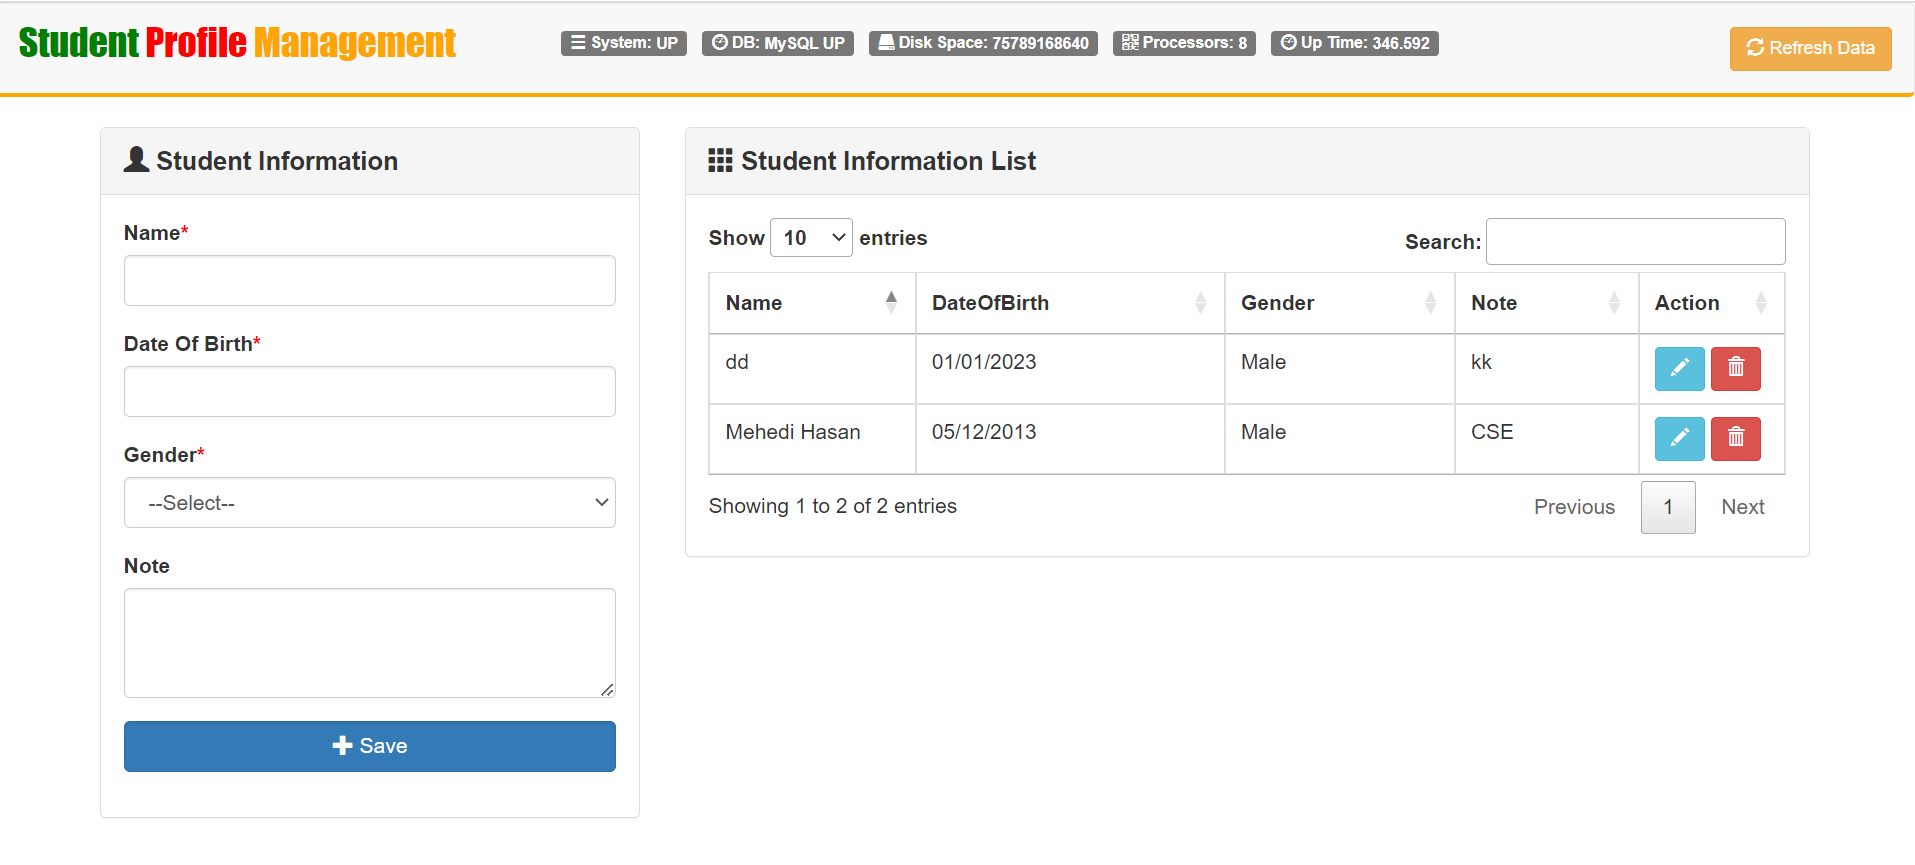 Student Profile Management
System: UP
DB: MySQL UP
Disk Space: 75789168640
Processors: 8
Up Time: 346.592
Refresh Data
Student Information
Name*
Date Of Birth*
Gender*
--Select--
Note
Save
Student Information List
Show 10 entries
Search:
Name DateOfBirth Gender Note Action
dd 01/01/2023 Male kk
Mehedi Hasan 05/12/2013 Male CSE
Showing 1 to 2 of 2 entries
Previous 1 Next